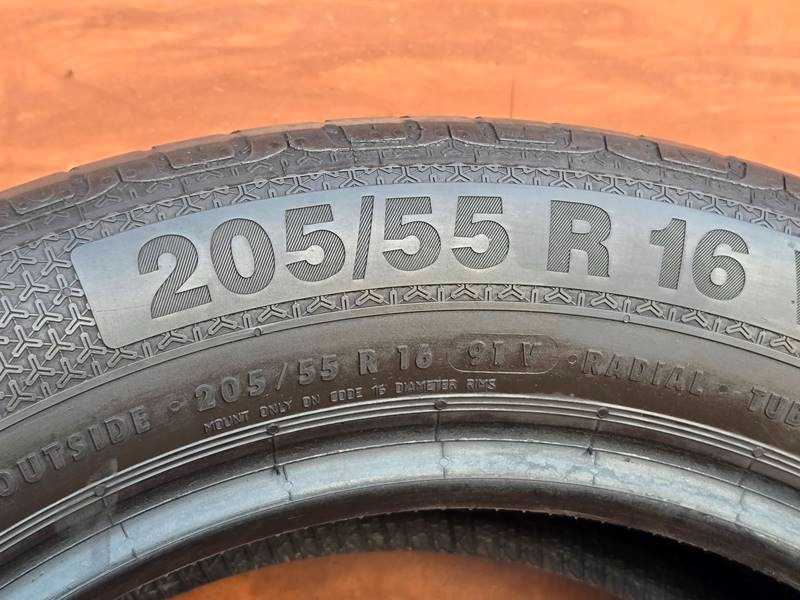 205/55 R 16
OUTSIDE · 205/55 R 16 91 V · RADIAL · TUB
MOUNT ONLY ON CODE 16 DIAMETER RIMS